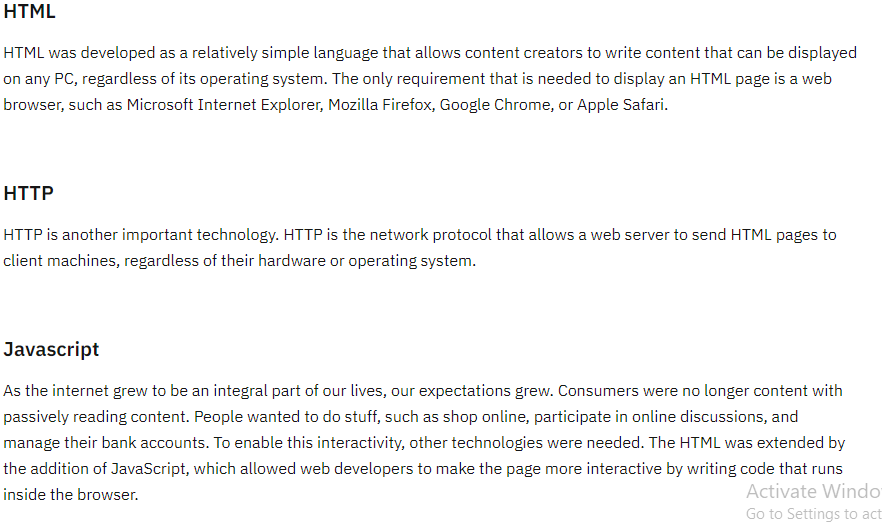 HTML
HTML was developed as a relatively simple language that allows content creators to write content that can be displayed
on any PC, regardless of its operating system. The only requirement that is needed to display an HTML page is a web
browser, such as Microsoft Internet Explorer, Mozilla Firefox, Google Chrome, or Apple Safari.
HTTP
HTTP is another important technology. HTTP is the network protocol that allows a web server to send HTML pages to
client machines, regardless of their hardware or operating system.
Javascript
As the internet grew to be an integral part of our lives, our expectations grew. Consumers were no longer content with
passively reading content. People wanted to do stuff, such as shop online, participate in online discussions, and
manage their bank accounts. To enable this interactivity, other technologies were needed. The HTML was extended by
the addition of JavaScript, which allowed web developers to make the page more interactive by writing code that runs
inside the browser.
Activate Windo
Go to Settings to act